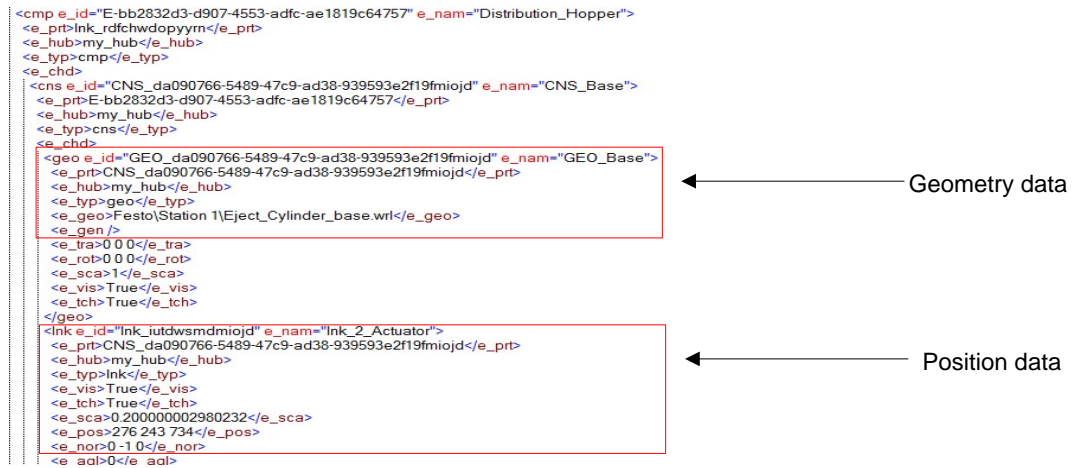 <cmp e_id="E-bb2832d3-d907-4553-adfc-ae1819c64757" e_nam="Distribution_Hopper">
<e_prt>lnk_rdfchwdopyyrn</e_prt>
<e_hub>my_hub</e_hub>
<e_typ>cmp</e_typ>
<e_chd>
<cns e_id="CNS_da090766-5489-47c9-ad38-939593e2f19fmiojd" e_nam="CNS_Base">
<e_prt>E-bb2832d3-d907-4553-adfc-ae1819c64757</e_prt>
<e_hub>my_hub</e_hub>
<e_typ>cns</e_typ>
<e_chd>
<geo e_id="GEO_da090766-5489-47c9-ad38-939593e2f19fmiojd" e_nam="GEO_Base">
<e_prt>CNS_da090766-5489-47c9-ad38-939593e2f19fmiojd</e_prt>
<e_hub>my_hub</e_hub>
<e_typ>geo</e_typ>
<e_geo>Festo\Station 1\Eject_Cylinder_base.wrl</e_geo>
<e_gen />
Geometry data
<e_tra>0 0 0</e_tra>
<e_rot>0 0 0</e_rot>
<e_sca>1</e_sca>
<e_vis>True</e_vis>
<e_tch>True</e_tch>
</geo>
<lnk e_id="lnk_iutdwsmdmiojd" e_nam="lnk_2_Actuator">
<e_prt>CNS_da090766-5489-47c9-ad38-939593e2f19fmiojd</e_prt>
<e_hub>my_hub</e_hub>
<e_typ>lnk</e_typ>
<e_vis>True</e_vis>
<e_tch>True</e_tch>
<e_sca>0.200000002980232</e_sca>
<e_pos>276 243 734</e_pos>
<e_nor>0 -1 0</e_nor>
Position data
<e_agl>0</e_agl>